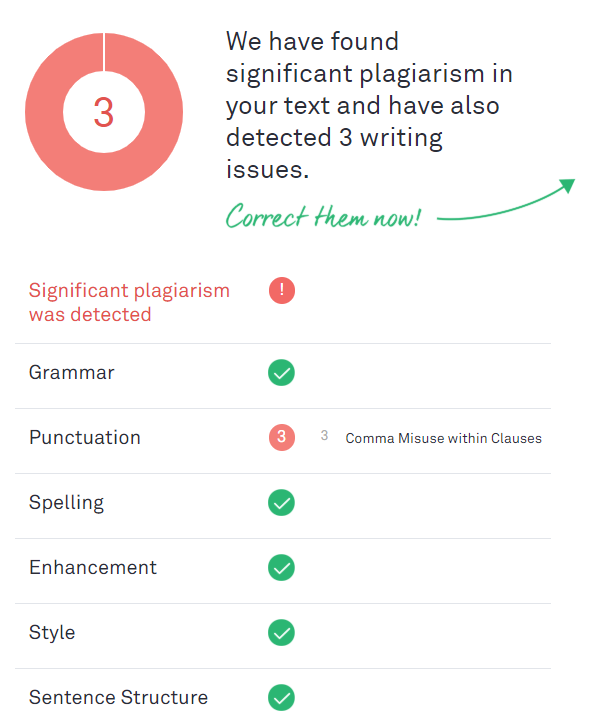 3
We have found
significant plagiarism in
your text and have also
detected 3 writing
issues.
Correct them now!
Significant plagiarism
was detected
!
Grammar
Punctuation 3 3 Comma Misuse within Clauses
Spelling
Enhancement
Style
Sentence Structure